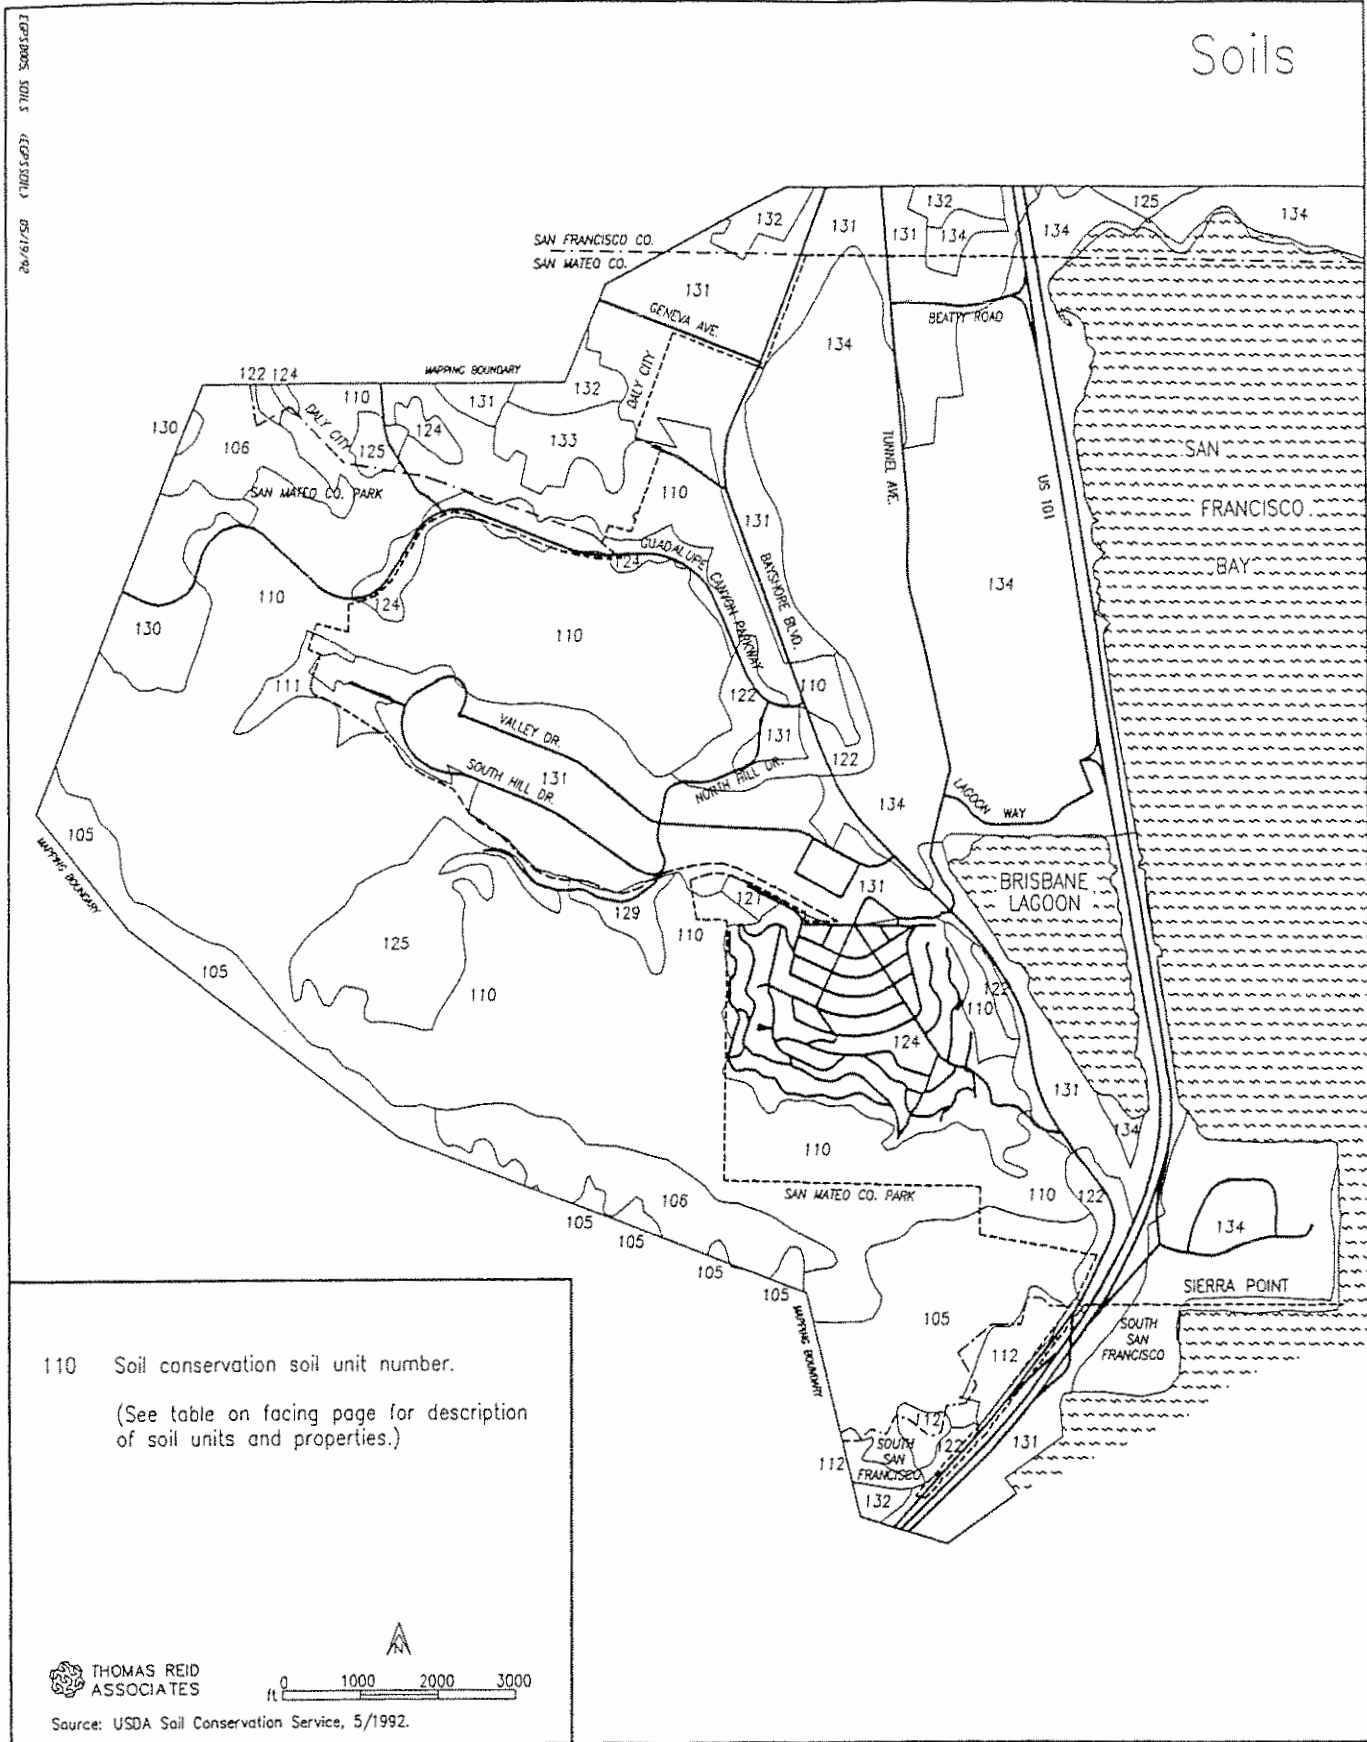 Soils
EGPSD005, SOILS (EGPSSOIL) 05/19/92
132
131
132
131
134
134
125
134
SAN FRANCISCO CO.
SAN MATEO CO.
131
GENEVA AVE.
BEATTY ROAD
134
MAPPING BOUNDARY
122 124
110
131
132
DALY CITY
130
106
DALY CITY
125
124
133
TUNNEL AVE.
US 101
SAN
FRANCISCO
BAY
SAN MATEO CO. PARK
110
131
GUADALUPE CANYON PARKWAY
BAYSHORE BLVD.
124
134
110
124
130
110
111
122
110
VALLEY DR.
131
SOUTH HILL DR.
131
NORTH HILL DR.
122
134
LAGOON WAY
105
MAPPING BOUNDARY
131
BRISBANE
LAGOON
121
129
110
125
105
110
122
110
124
131
134
110
SAN MATEO CO. PARK
110
122
106
105
105
105
105
134
SIERRA POINT
MAPPING BOUNDARY
105
SOUTH
SAN
FRANCISCO
112
112
122
131
SOUTH
SAN
FRANCISCO
112
132
110 Soil conservation soil unit number.
(See table on facing page for description
of soil units and properties.)
N
THOMAS REID
ASSOCIATES
ft 0 1000 2000 3000
Source: USDA Soil Conservation Service, 5/1992.